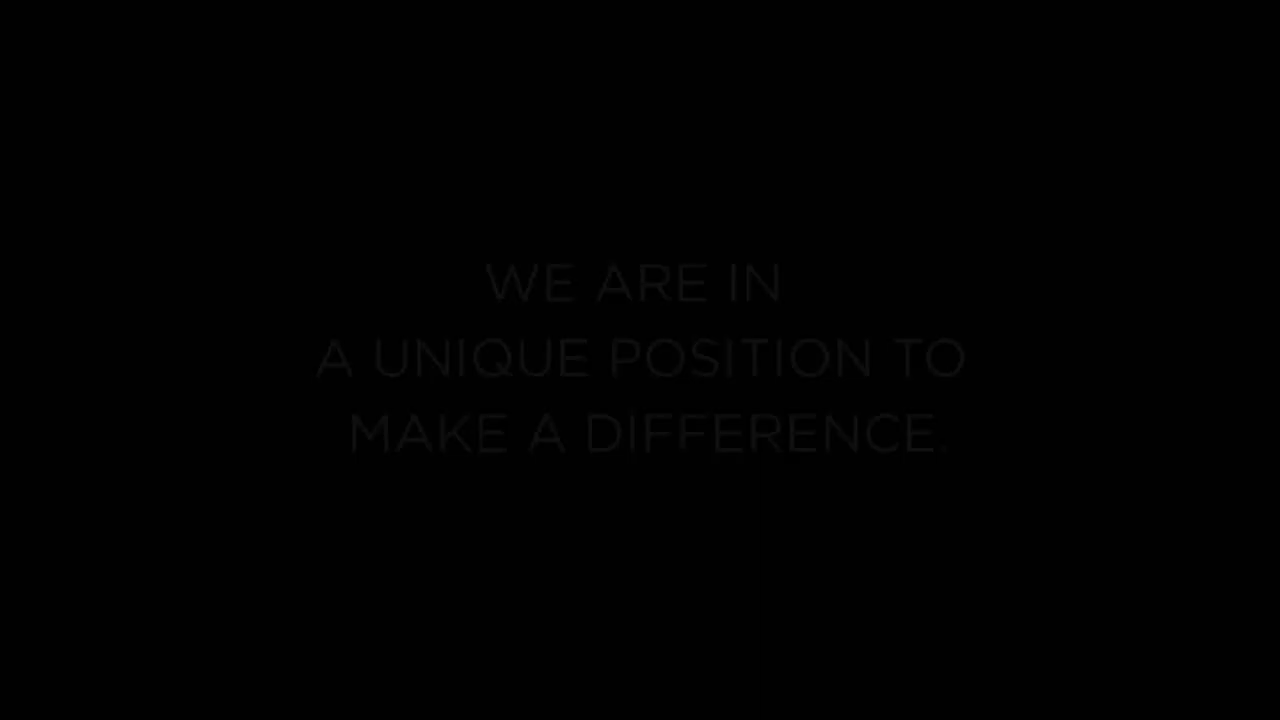 WE ARE IN
A UNIQUE POSITION TO
MAKE A DIFFERENCE.